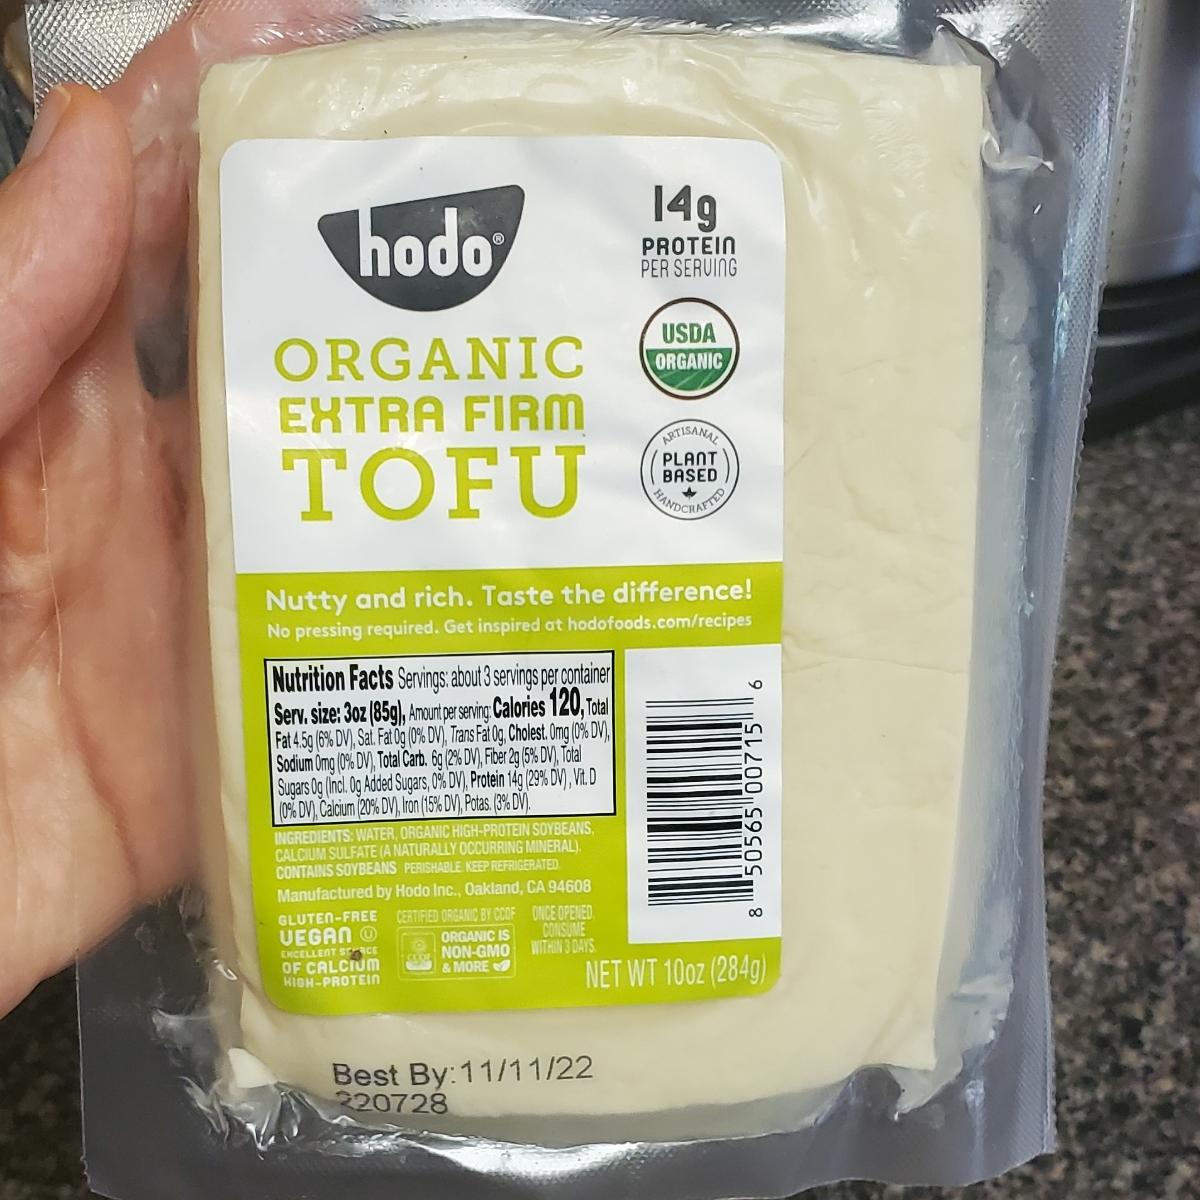 hodo®
14g
PROTEIN
PER SERVING
USDA
ORGANIC
ORGANIC
EXTRA FIRM
TOFU
ARTISANAL
PLANT
BASED
HANDCRAFTED
Nutty and rich. Taste the difference!
No pressing required. Get inspired at hodofoods.com/recipes
Nutrition Facts Servings: about 3 servings per container
Serv. size: 3oz (85g), Amount per serving: Calories 120, Total
Fat 4.5g (6% DV), Sat. Fat 0g (0% DV), Trans Fat 0g, Cholest. 0mg (0% DV),
Sodium 0mg (0% DV), Total Carb. 6g (2% DV), Fiber 2g (5% DV), Total
Sugars 0g (Incl. 0g Added Sugars, 0% DV), Protein 14g (29% DV), Vit. D
(0% DV), Calcium (20% DV), Iron (15% DV), Potas. (3% DV).
INGREDIENTS: WATER, ORGANIC HIGH-PROTEIN SOYBEANS,
CALCIUM SULFATE (A NATURALLY OCCURRING MINERAL).
CONTAINS SOYBEANS PERISHABLE. KEEP REFRIGERATED.
Manufactured by Hodo Inc., Oakland, CA 94608
GLUTEN-FREE
VEGAN U
EXCELLENT SOURCE
OF CALCIUM
HIGH-PROTEIN
CERTIFIED ORGANIC BY CCOF
CCOF
ORGANIC IS
NON-GMO
& MORE
ONCE OPENED,
CONSUME
WITHIN 3 DAYS.
8 50565 00715 6
NET WT 10oz (284g)
Best By:11/11/22
220728